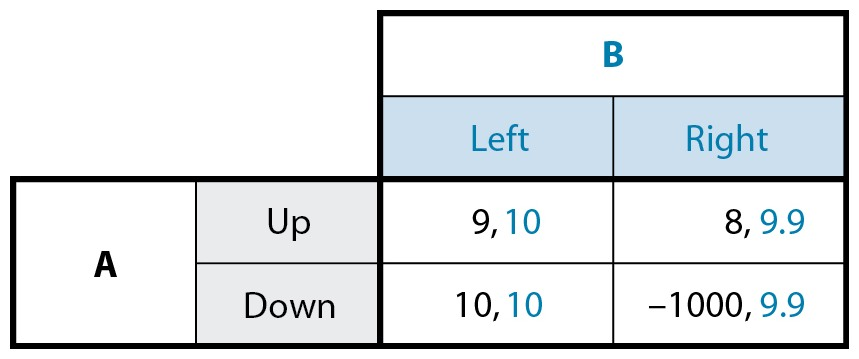 B
Left Right
A
Up 9, 10 8, 9.9
Down 10, 10 –1000, 9.9